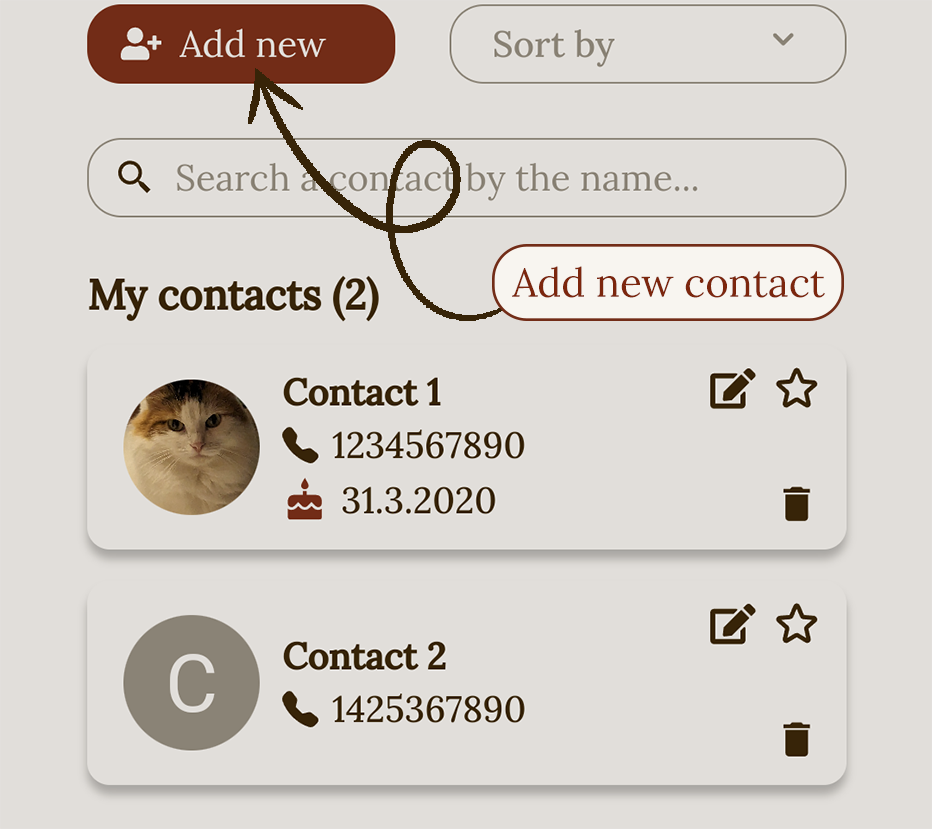 Add new
Sort by
Search a contact by the name...
Add new contact
My contacts (2)
Contact 1
1234567890
31.3.2020
C
Contact 2
1425367890